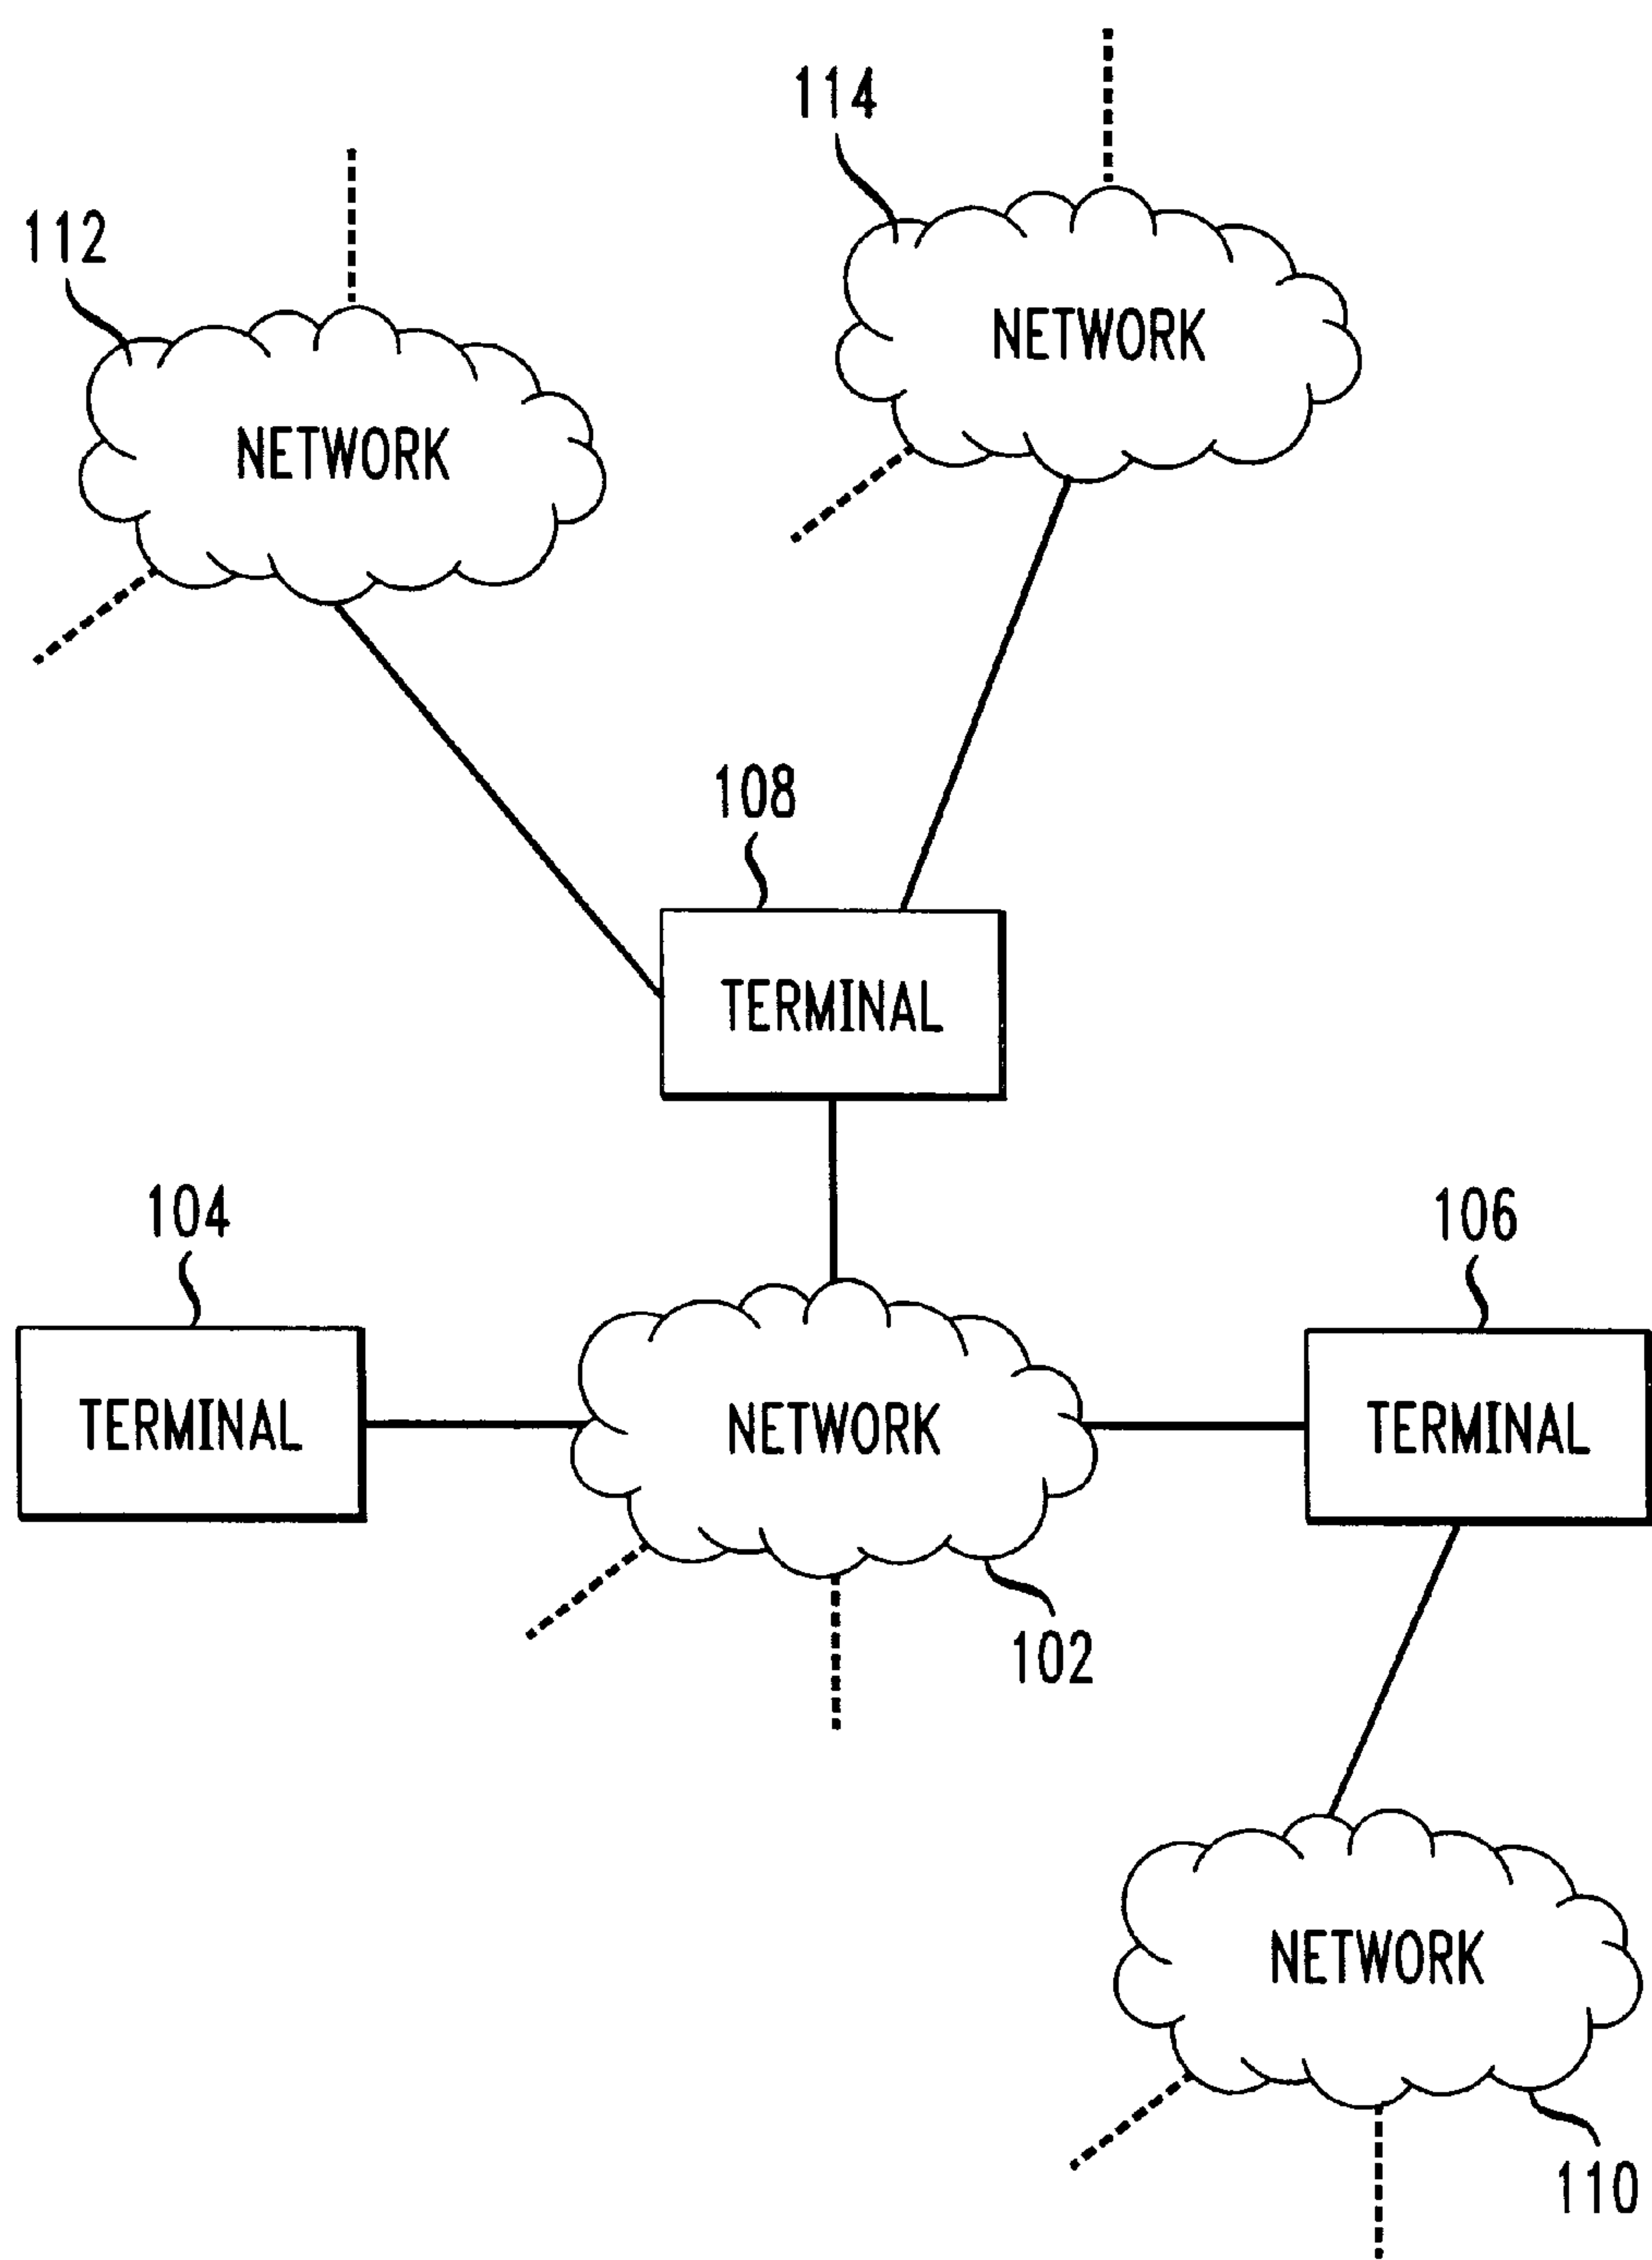 114
112
NETWORK
NETWORK
108
TERMINAL
104
106
TERMINAL
NETWORK
TERMINAL
102
NETWORK
110